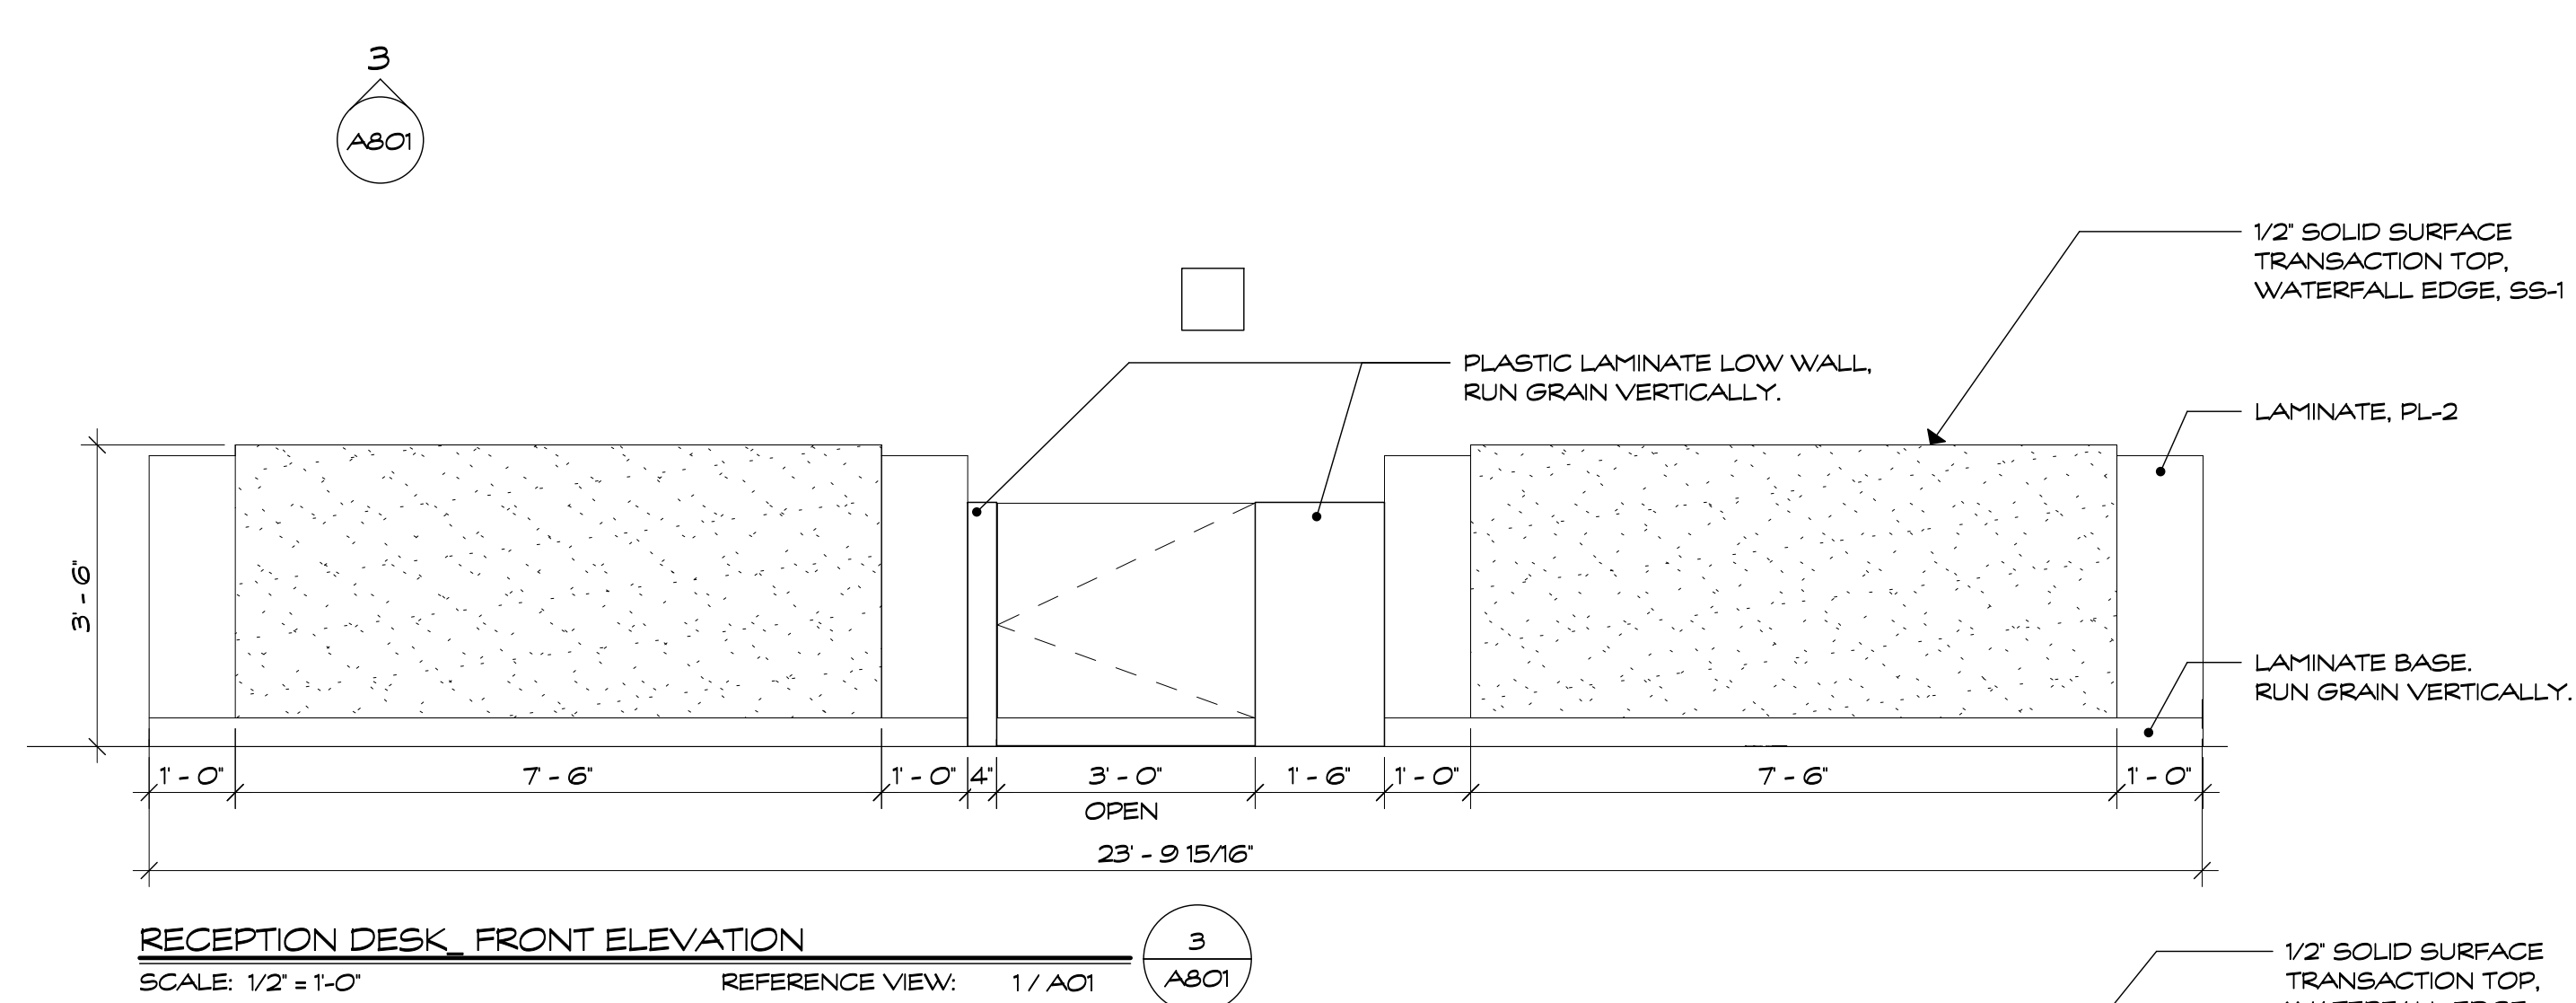 3
A801
1/2" SOLID SURFACE
TRANSACTION TOP,
WATERFALL EDGE, SS-1
PLASTIC LAMINATE LOW WALL,
RUN GRAIN VERTICALLY.
LAMINATE, PL-2
3' - 6"
LAMINATE BASE.
RUN GRAIN VERTICALLY.
1' - 0" 7' - 6" 1' - 0" 4" 3' - 0" 1' - 6" 1' - 0" 7' - 6" 1' - 0"
OPEN
23' - 9 15/16"
RECEPTION DESK_ FRONT ELEVATION
SCALE: 1/2" = 1'-0" REFERENCE VIEW: 1 / A01
3
A801
1/2" SOLID SURFACE
TRANSACTION TOP,